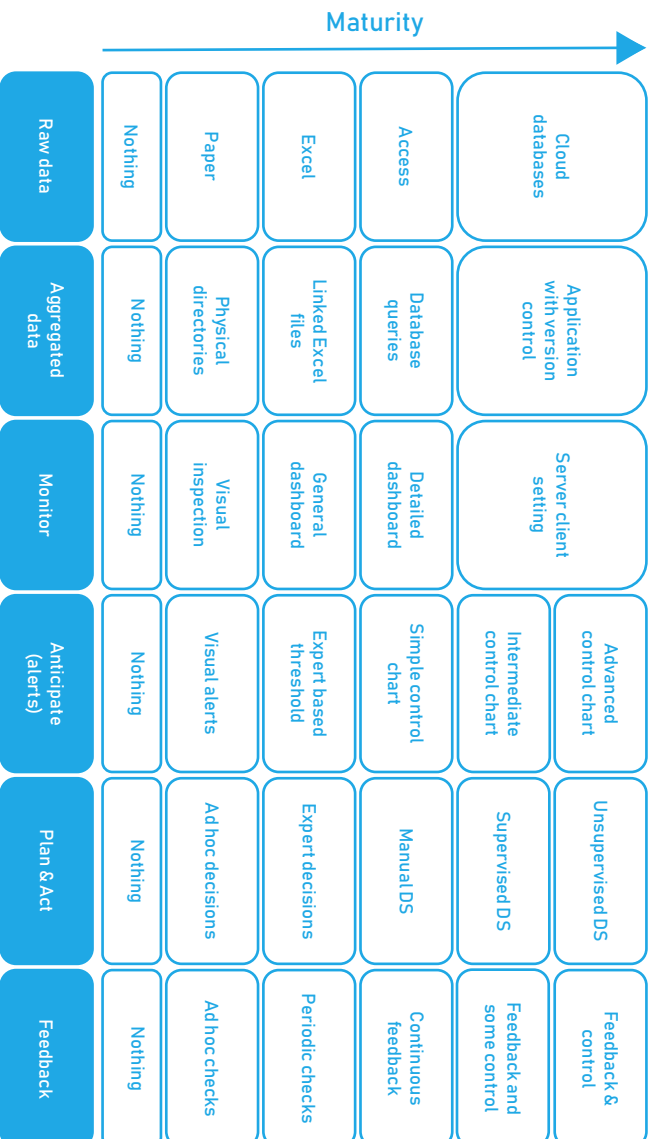 Maturity
Raw data
Nothing
Paper
Excel
Access
Cloud
databases
Aggregated
data
Nothing
Physical
directories
Linked Excel
files
Database
queries
Application
with version
control
Monitor
Nothing
Visual
inspection
General
dashboard
Detailed
dashboard
Server client
setting
Anticipate
(alerts)
Nothing
Visual alerts
Expert based
threshold
Simple control
chart
Intermediate
control chart
Advanced
control chart
Plan & Act
Nothing
Ad hoc decisions
Expert decisions
Manual DS
Supervised DS
Unsupervised DS
Feedback
Nothing
Ad hoc checks
Periodic checks
Continuous
feedback
Feedback and
some control
Feedback &
control